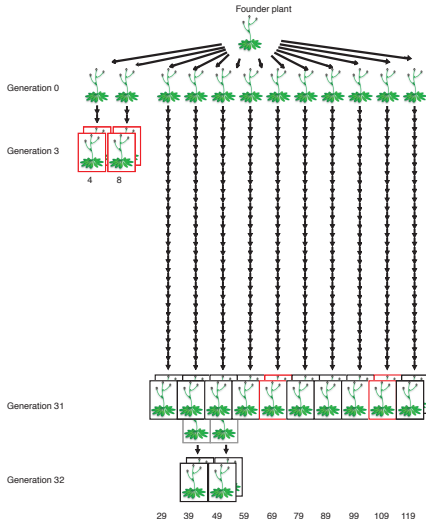 Founder plant
Generation 0
Generation 3
4 8
Generation 31
Generation 32
29 39 49 59 69 79 89 99 109 119